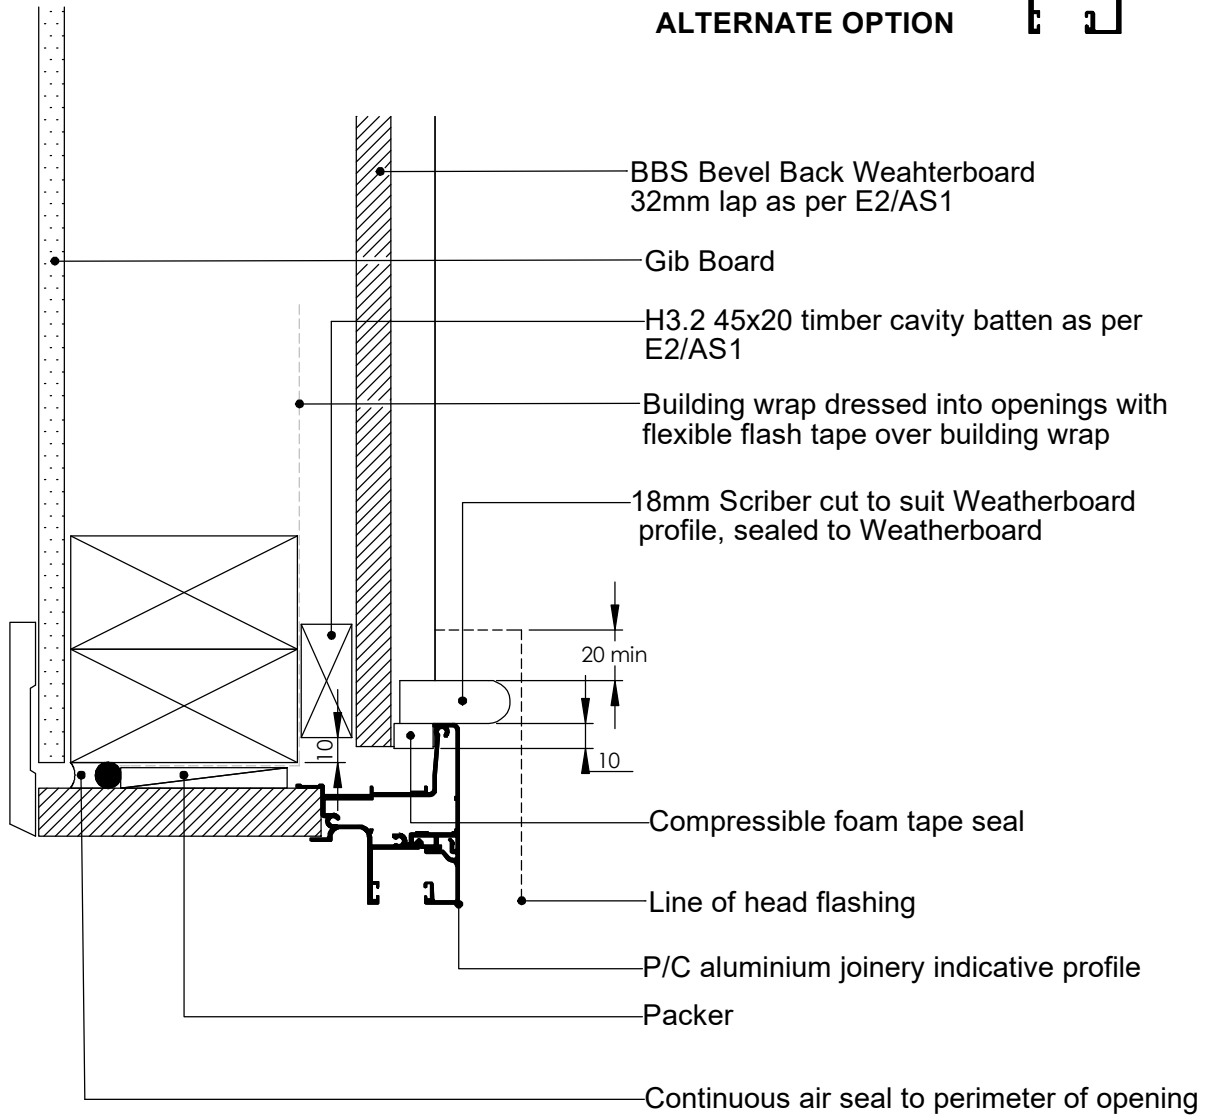 ALTERNATE OPTION
BBS Bevel Back Weahterboard
32mm lap as per E2/AS1
Gib Board
H3.2 45x20 timber cavity batten as per
E2/AS1
Building wrap dressed into openings with
flexible flash tape over building wrap
18mm Scriber cut to suit Weatherboard
profile, sealed to Weatherboard
20 min
10
10
Compressible foam tape seal
Line of head flashing
P/C aluminium joinery indicative profile
Packer
Continuous air seal to perimeter of opening